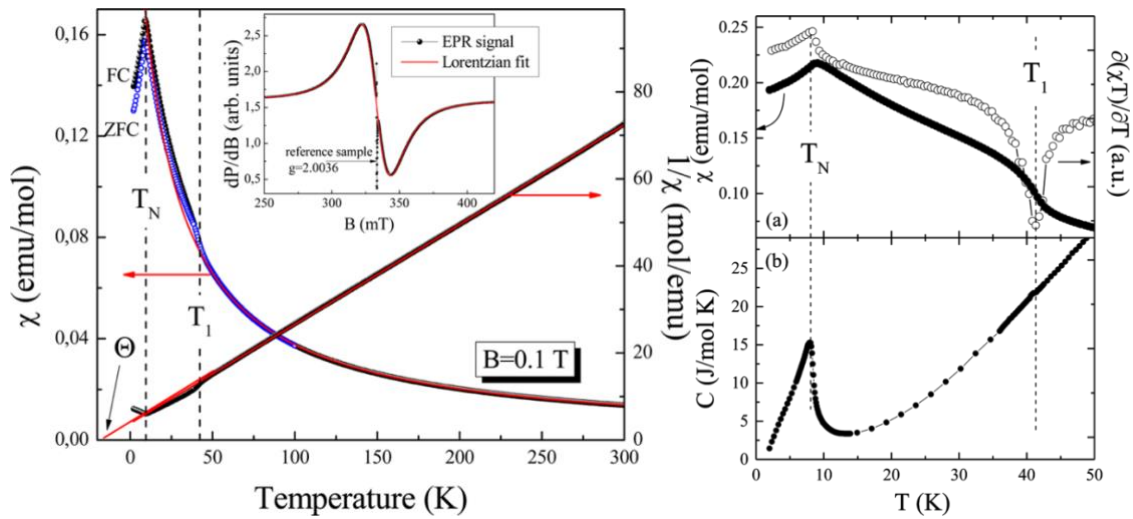 0,16
0,12
0,08
0,04
0,00
χ (emu/mol)
FC
ZFC
T_N
T_1
Θ
B=0.1 T
0
50
100
150
200
250
300
Temperature (K)
80
60
40
20
0
1/χ (mol/emu)
2,5
2,0
1,5
1,0
0,5
dP/dB (arb. units)
EPR signal
Lorentzian fit
reference sample
g=2.0036
250
300
350
400
B (mT)
0.25
0.20
0.15
0.10
χ (emu/mol)
∂(χT)/∂T (a.u.)
T_N
T_1
(a)
(b)
25
20
15
10
5
0
C (J/mol K)
0
10
20
30
40
50
T (K)